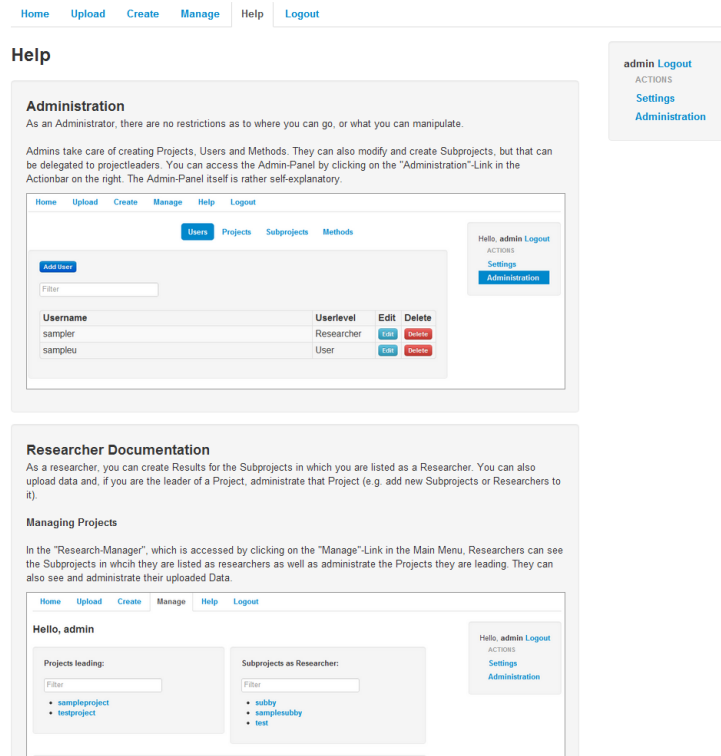 Home Upload Create Manage Help Logout
Help
admin Logout
ACTIONS
Settings
Administration
Administration
As an Administrator, there are no restrictions as to where you can go, or what you can manipulate.
Admins take care of creating Projects, Users and Methods. They can also modify and create Subprojects, but that can
be delegated to projectleaders. You can access the Admin-Panel by clicking on the "Administration"-Link in the
Actionbar on the right. The Admin-Panel itself is rather self-explanatory.
Home Upload Create Manage Help Logout
Users Projects Subprojects Methods
Hello, admin Logout
ACTIONS
Settings
Administration
Add User
Filter
Username Userlevel Edit Delete
sampler Researcher Edit Delete
sampleu User Edit Delete
Researcher Documentation
As a researcher, you can create Results for the Subprojects in which you are listed as a Researcher. You can also
upload data and, if you are the leader of a Project, administrate that Project (e.g. add new Subprojects or Researchers to
it).
Managing Projects
In the "Research-Manager", which is accessed by clicking on the "Manage"-Link in the Main Menu, Researchers can see
the Subprojects in whcih they are listed as researchers as well as administrate the Projects they are leading. They can
also see and administrate their uploaded Data.
Home Upload Create Manage Help Logout
Hello, admin
Hello, admin Logout
ACTIONS
Settings
Administration
Projects leading:
Filter
• sampleproject
• testproject
Subprojects as Researcher:
Filter
• subby
• samplesubby
• test